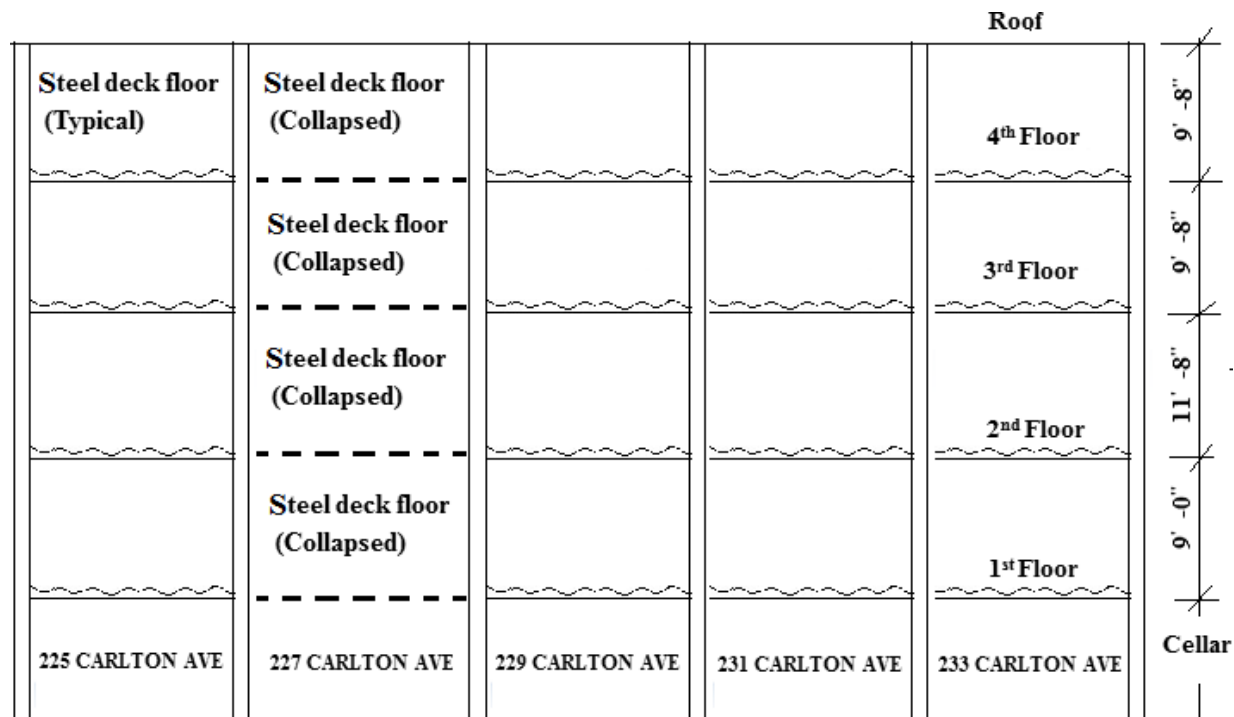 Roof
Steel deck floor
(Typical)
Steel deck floor
(Collapsed)
4th Floor
9' -8"
Steel deck floor
(Collapsed)
3rd Floor
9' -8"
Steel deck floor
(Collapsed)
2nd Floor
11' -8"
Steel deck floor
(Collapsed)
1st Floor
9' -0"
225 CARLTON AVE
227 CARLTON AVE
229 CARLTON AVE
231 CARLTON AVE
233 CARLTON AVE
Cellar